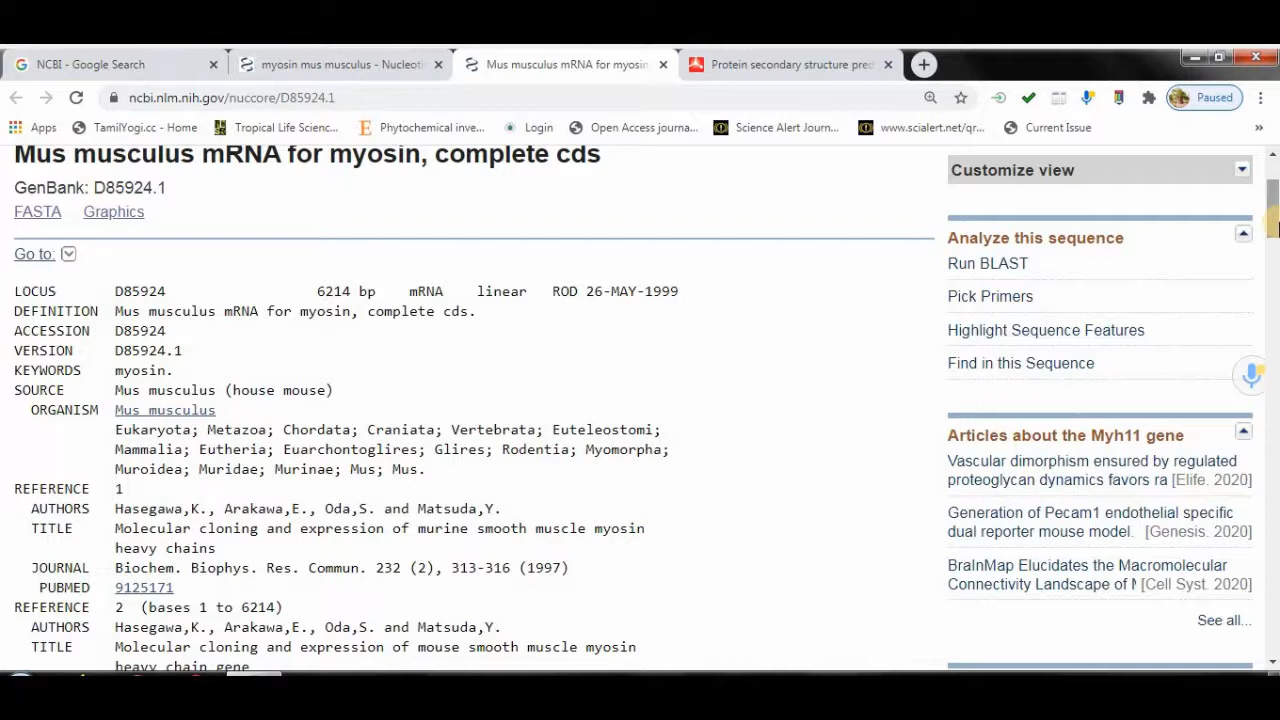 NCBI - Google Search
myosin mus musculus - Nucleoti
Mus musculus mRNA for myosin
Protein secondary structure pred
ncbi.nlm.nih.gov/nuccore/D85924.1
Paused
Apps
TamilYogi.cc - Home
Tropical Life Scienc...
Phytochemical inve...
Login
Open Access journa...
Science Alert Journ...
www.scialert.net/qr...
Current Issue
»
Mus musculus mRNA for myosin, complete cds
GenBank: D85924.1
FASTA Graphics
Go to:
LOCUS D85924 6214 bp mRNA linear ROD 26-MAY-1999
DEFINITION Mus musculus mRNA for myosin, complete cds.
ACCESSION D85924
VERSION D85924.1
KEYWORDS myosin.
SOURCE Mus musculus (house mouse)
ORGANISM Mus musculus
Eukaryota; Metazoa; Chordata; Craniata; Vertebrata; Euteleostomi;
Mammalia; Eutheria; Euarchontoglires; Glires; Rodentia; Myomorpha;
Muroidea; Muridae; Murinae; Mus; Mus.
REFERENCE 1
AUTHORS Hasegawa,K., Arakawa,E., Oda,S. and Matsuda,Y.
TITLE Molecular cloning and expression of murine smooth muscle myosin
heavy chains
JOURNAL Biochem. Biophys. Res. Commun. 232 (2), 313-316 (1997)
PUBMED 9125171
REFERENCE 2 (bases 1 to 6214)
AUTHORS Hasegawa,K., Arakawa,E., Oda,S. and Matsuda,Y.
TITLE Molecular cloning and expression of mouse smooth muscle myosin
heavy chain gene
Customize view
Analyze this sequence
Run BLAST
Pick Primers
Highlight Sequence Features
Find in this Sequence
Articles about the Myh11 gene
Vascular dimorphism ensured by regulated
proteoglycan dynamics favors ra [Elife. 2020]
Generation of Pecam1 endothelial specific
dual reporter mouse model. [Genesis. 2020]
BrainMap Elucidates the Macromolecular
Connectivity Landscape of [Cell Syst. 2020]
See all...